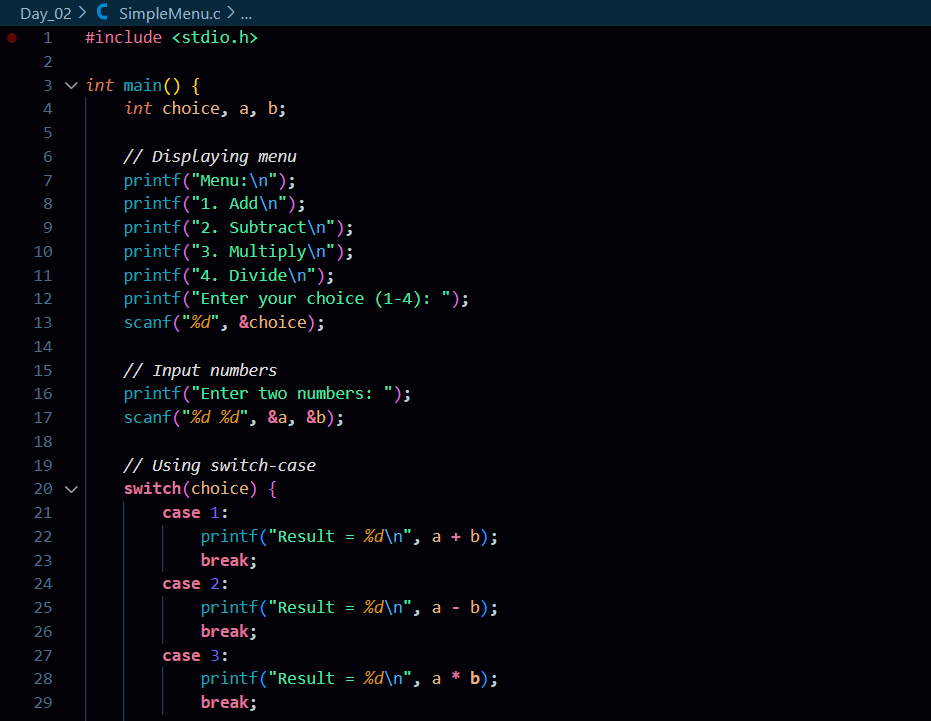 Day_02 > C SimpleMenu.c > ...
1 #include <stdio.h>
2
3 int main() {
4     int choice, a, b;
5
6     // Displaying menu
7     printf("Menu:\n");
8     printf("1. Add\n");
9     printf("2. Subtract\n");
10     printf("3. Multiply\n");
11     printf("4. Divide\n");
12     printf("Enter your choice (1-4): ");
13     scanf("%d", &choice);
14
15     // Input numbers
16     printf("Enter two numbers: ");
17     scanf("%d %d", &a, &b);
18
19     // Using switch-case
20     switch(choice) {
21         case 1:
22             printf("Result = %d\n", a + b);
23             break;
24         case 2:
25             printf("Result = %d\n", a - b);
26             break;
27         case 3:
28             printf("Result = %d\n", a * b);
29             break;